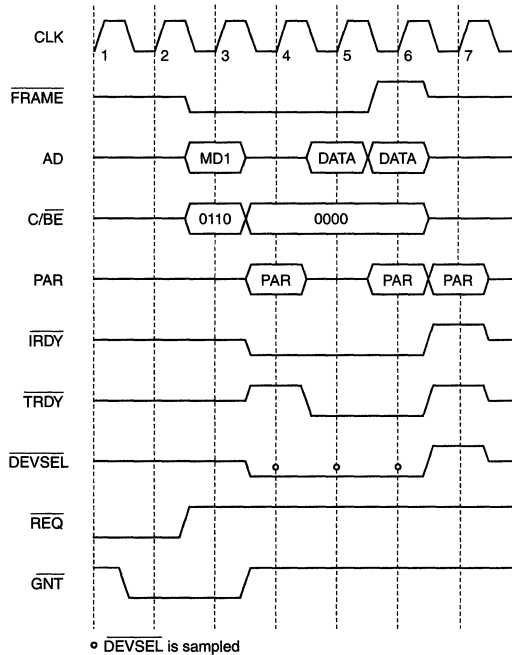 CLK
1 2 3 4 5 6 7
FRAME
AD MD1 DATA DATA
C/BE 0110 0000
PAR PAR PAR PAR
IRDY
TRDY
DEVSEL
REQ
GNT
DEVSEL is sampled